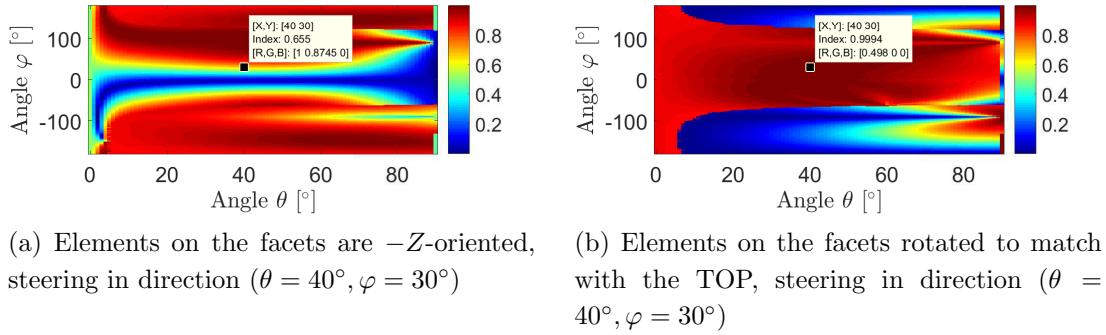 [X,Y]: [40 30]
Index: 0.655
[R,G,B]: [1 0.8745 0]
100
0
-100
Angle φ [°]
0 20 40 60 80
Angle θ [°]
0.8
0.6
0.4
0.2
(a) Elements on the facets are −Z-oriented,
steering in direction (θ = 40°, φ = 30°)
[X,Y]: [40 30]
Index: 0.9994
[R,G,B]: [0.498 0 0]
100
0
-100
Angle φ [°]
0 20 40 60 80
Angle θ [°]
0.8
0.6
0.4
0.2
(b) Elements on the facets rotated to match
with the TOP, steering in direction (θ =
40°, φ = 30°)